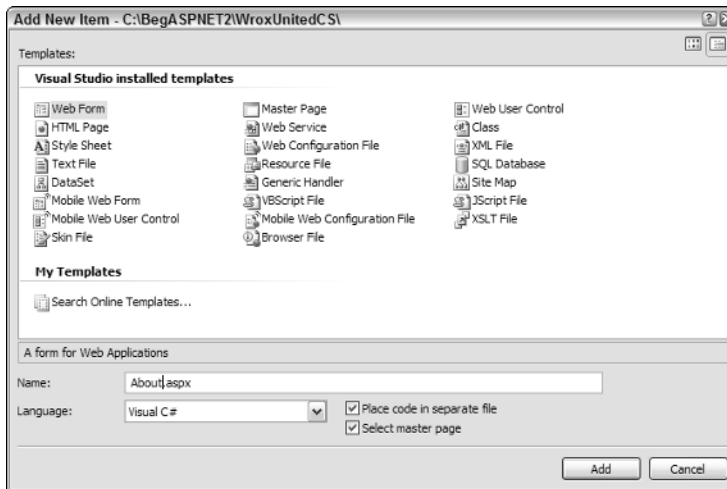 Add New Item - C:\BegASPNET2\WroxUnitedCS\
Templates:
Visual Studio installed templates
Web Form Master Page Web User Control
HTML Page Web Service Class
Style Sheet Web Configuration File XML File
Text File Resource File SQL Database
DataSet Generic Handler Site Map
Mobile Web Form VBScript File JScript File
Mobile Web User Control Mobile Web Configuration File XSLT File
Skin File Browser File
My Templates
Search Online Templates...
A form for Web Applications
Name: About.aspx
Language: Visual C# Place code in separate file
Select master page
Add Cancel